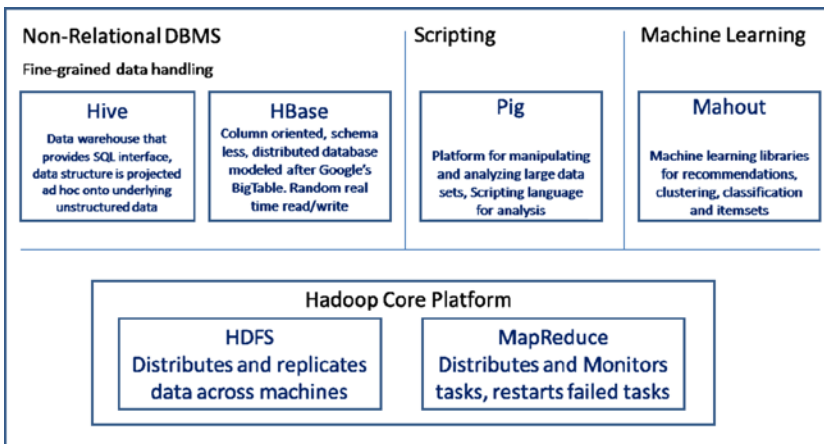 Non-Relational DBMS
Fine-grained data handling
Hive
Data warehouse that
provides SQL interface,
data structure is projected
ad hoc onto underlying
unstructured data
HBase
Column oriented, schema
less, distributed database
modeled after Google's
BigTable. Random real
time read/write
Scripting
Pig
Platform for manipulating
and analyzing large data
sets, Scripting language
for analysis
Machine Learning
Mahout
Machine learning libraries
for recommendations,
clustering, classification
and itemsets
Hadoop Core Platform
HDFS
Distributes and replicates
data across machines
MapReduce
Distributes and Monitors
tasks, restarts failed tasks